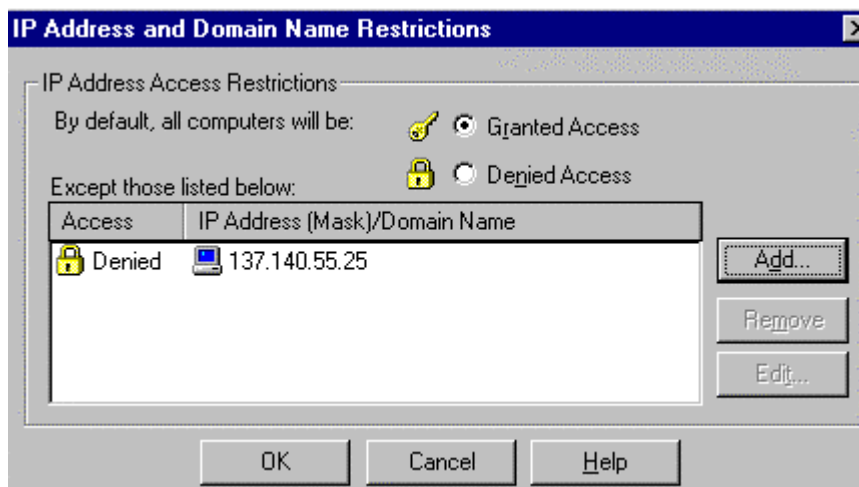 IP Address and Domain Name Restrictions
IP Address Access Restrictions
By default, all computers will be:
Granted Access
Denied Access
Except those listed below:
Access IP Address (Mask)/Domain Name
Denied 137.140.55.25
Add...
Remove
Edit...
OK Cancel Help